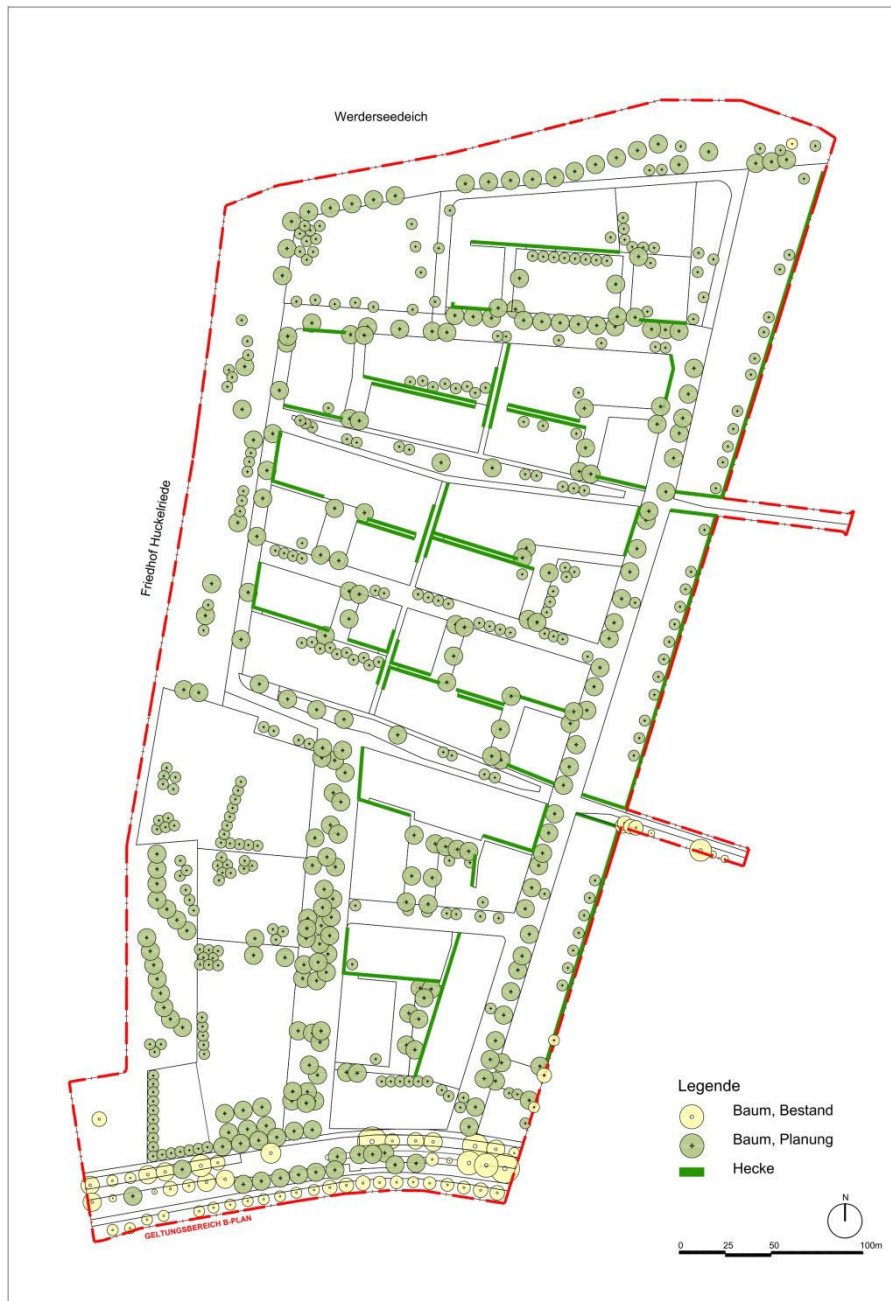 Werderseedeich
Friedhof Huckelriede
Legende
Baum, Bestand
Baum, Planung
Hecke
N
0 25 50 100m
GELTUNGSBEREICH B-PLAN